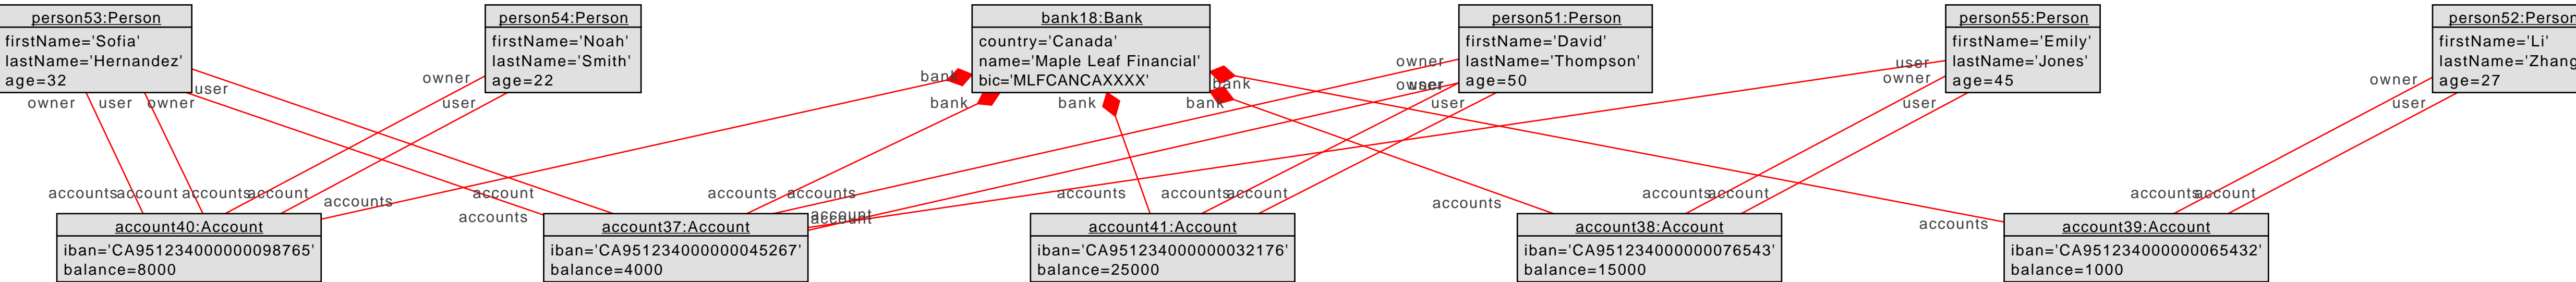 person53:Person
firstName='Sofia'
lastName='Hernandez'
age=32
person54:Person
firstName='Noah'
lastName='Smith'
age=22
bank18:Bank
country='Canada'
name='Maple Leaf Financial'
bic='MLFCANCAXXXX'
person51:Person
firstName='David'
lastName='Thompson'
age=50
person55:Person
firstName='Emily'
lastName='Jones'
age=45
person52:Person
firstName='Li'
lastName='Zhang
age=27
owner user owner user
owner
user
bank
bank
bank
bank
bank
owner
owner
user
user
user
owner
user
owner
user
accounts account accounts account
accounts
accounts
account
accounts accounts
account
account
accounts
accounts account
accounts
accounts account
accounts
accounts account
account40:Account
iban='CA951234000000098765'
balance=8000
account37:Account
iban='CA951234000000045267'
balance=4000
account41:Account
iban='CA951234000000032176'
balance=25000
account38:Account
iban='CA951234000000076543'
balance=15000
account39:Account
iban='CA951234000000065432'
balance=1000